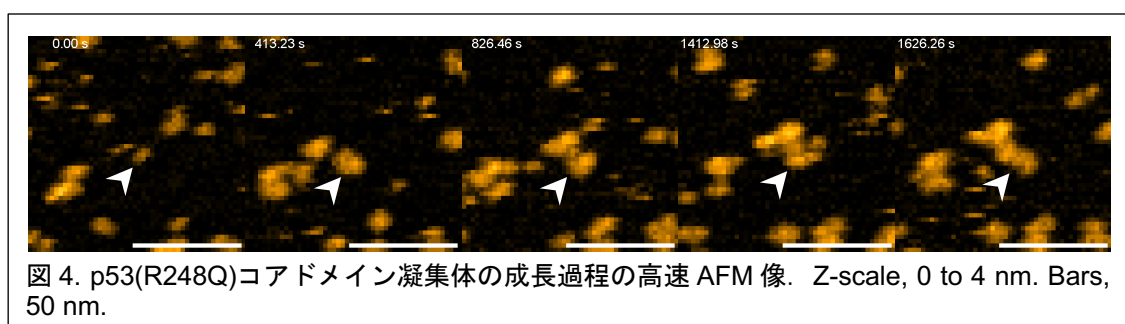 0.00 s 413.23 s 826.46 s 1412.98 s 1626.26 s
図 4. p53(R248Q)コアドメイン凝集体の成長過程の高速 AFM 像. Z-scale, 0 to 4 nm. Bars,
50 nm.